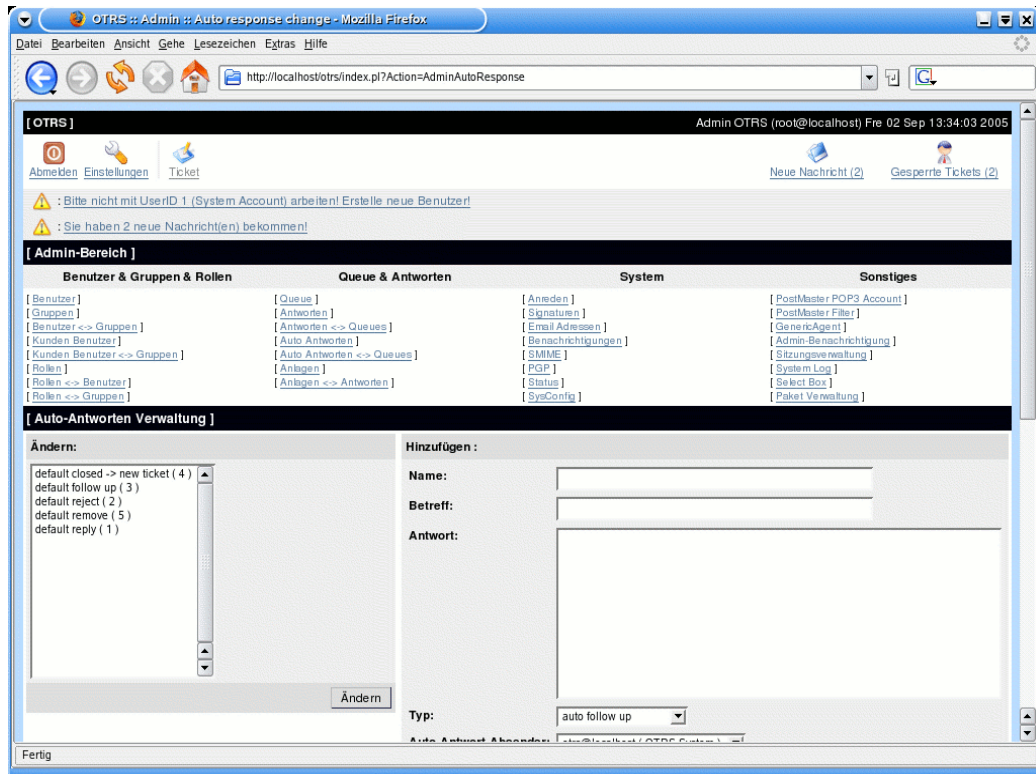 OTRS :: Admin :: Auto response change - Mozilla Firefox
Datei Bearbeiten Ansicht Gehe Lesezeichen Extras Hilfe
http://localhost/otrs/index.pl?Action=AdminAutoResponse
[ OTRS ] Admin OTRS (root@localhost) Fre 02 Sep 13:34:03 2005
Abmelden Einstellungen Ticket Neue Nachricht (2) Gesperrte Tickets (2)
: Bitte nicht mit UserID 1 (System Account) arbeiten! Erstelle neue Benutzer!
: Sie haben 2 neue Nachricht(en) bekommen!
[ Admin-Bereich ]
Benutzer & Gruppen & Rollen Queue & Antworten System Sonstiges
[ Benutzer ] [ Queue ] [ Anreden ] [ PostMaster POP3 Account ]
[ Gruppen ] [ Antworten ] [ Signaturen ] [ PostMaster Filter ]
[ Benutzer <-> Gruppen ] [ Antworten <-> Queues ] [ Email Adressen ] [ GenericAgent ]
[ Kunden Benutzer ] [ Auto Antworten ] [ Benachrichtigungen ] [ Admin-Benachrichtigung ]
[ Kunden Benutzer <-> Gruppen ] [ Auto Antworten <-> Queues ] [ SMIME ] [ Sitzungsverwaltung ]
[ Rollen ] [ Anlagen ] [ PGP ] [ System Log ]
[ Rollen <-> Benutzer ] [ Anlagen <-> Antworten ] [ Status ] [ Select Box ]
[ Rollen <-> Gruppen ] [ SysConfig ] [ Paket Verwaltung ]
[ Auto-Antworten Verwaltung ]
Ändern: Hinzufügen :
default closed -> new ticket ( 4 )
default follow up ( 3 )
default reject ( 2 )
default remove ( 5 )
default reply ( 1 )
Ändern
Name:
Betreff:
Antwort:
Typ: auto follow up
Auto Antwort Absender: otrs@localhost ( OTRS System )
Fertig